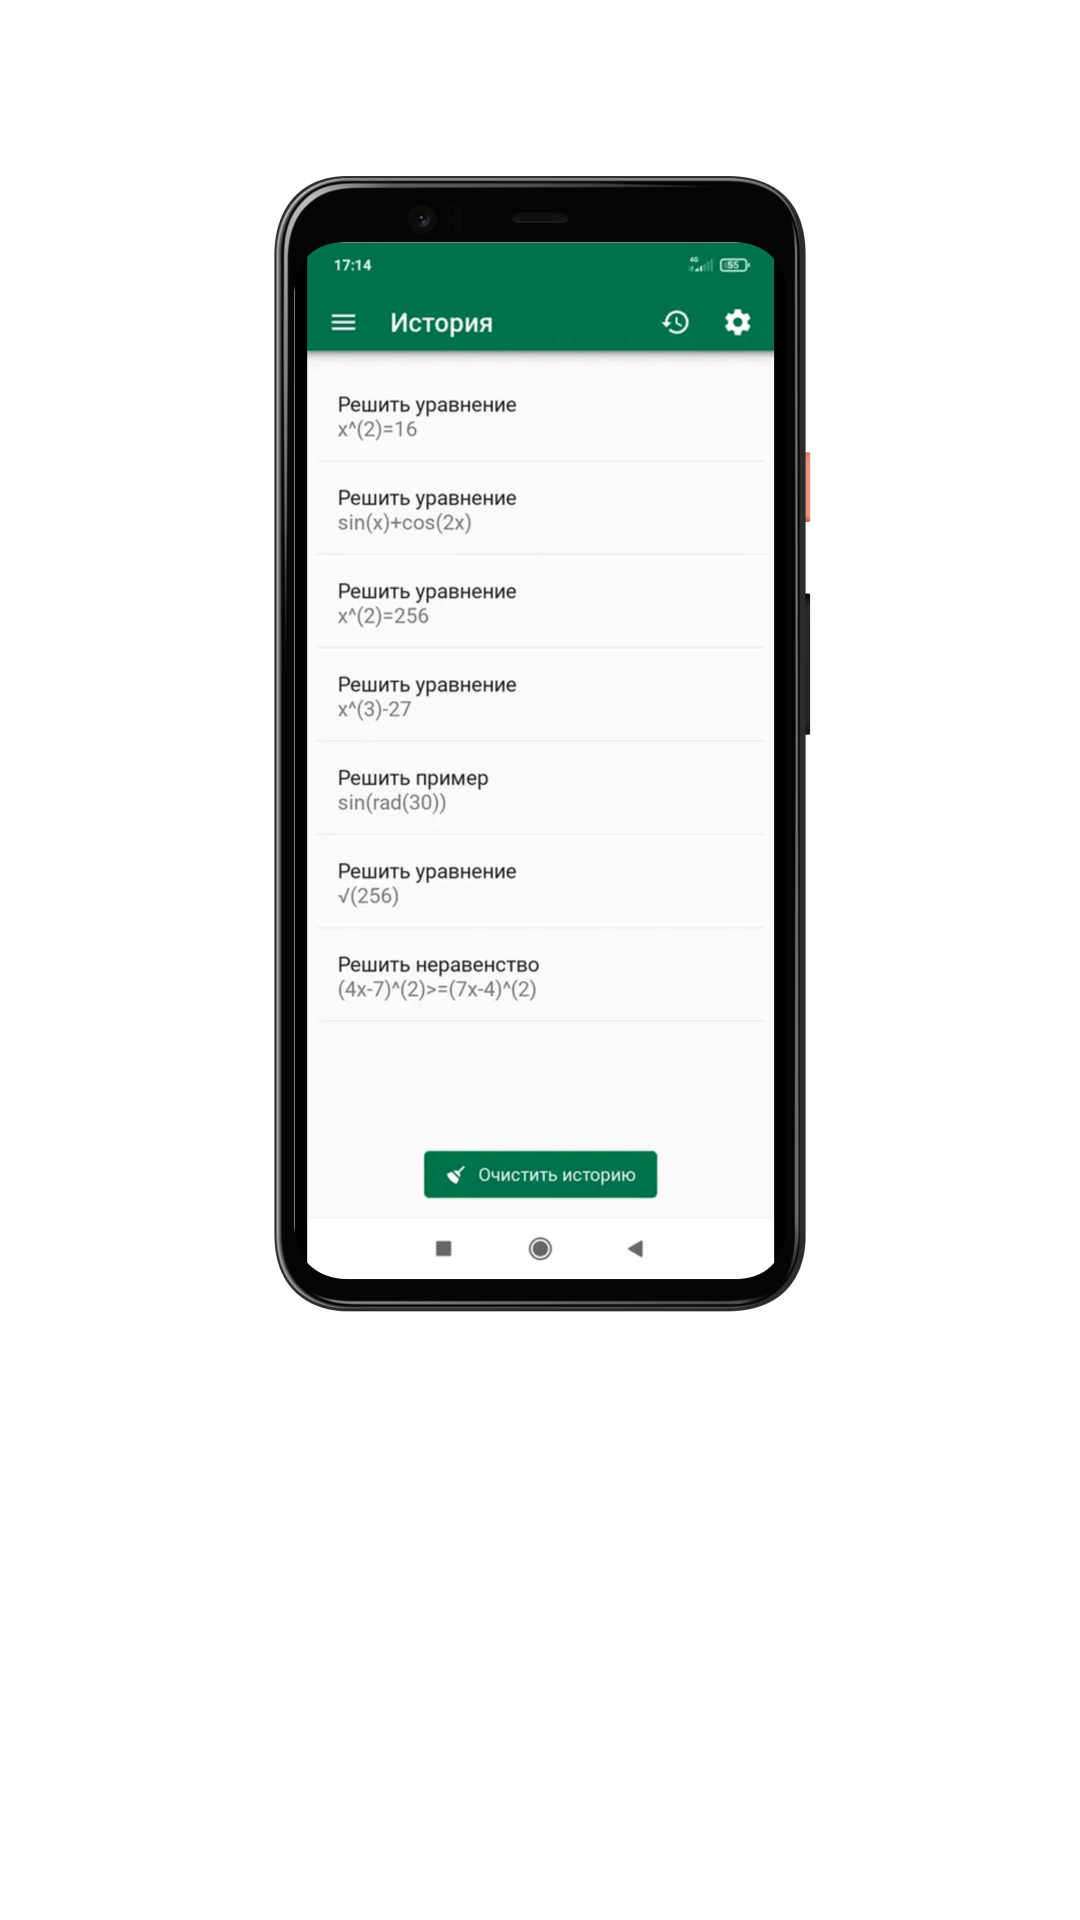 17:14
4G
55
История
Решить уравнение
x^(2)=16
Решить уравнение
sin(x)+cos(2x)
Решить уравнение
x^(2)=256
Решить уравнение
x^(3)-27
Решить пример
sin(rad(30))
Решить уравнение
√(256)
Решить неравенство
(4x-7)^(2)>=(7x-4)^(2)
Очистить историю